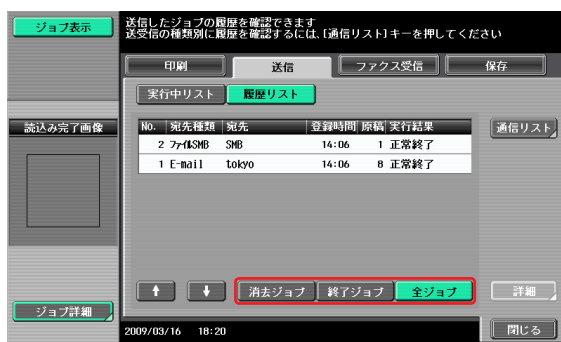 ジョブ表示
送信したジョブの履歴を確認できます
送受信の種類別に履歴を確認するには、[通信リスト]キーを押してください
印刷 送信 ファクス受信 保存
実行中リスト 履歴リスト
読込み完了画像
No. 宛先種類 宛先 登録時間 原稿 実行結果
通信リスト
2 ファイルSMB SMB 14:06 1 正常終了
1 E-mail tokyo 14:06 8 正常終了
↑ ↓ 消去ジョブ 終了ジョブ 全ジョブ 詳細
ジョブ詳細
2009/03/16 18:20 閉じる